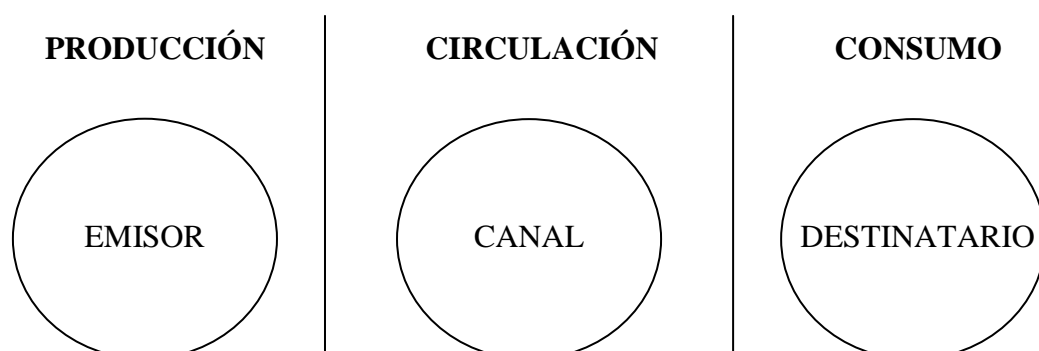 PRODUCCIÓN CIRCULACIÓN CONSUMO
EMISOR CANAL DESTINATARIO